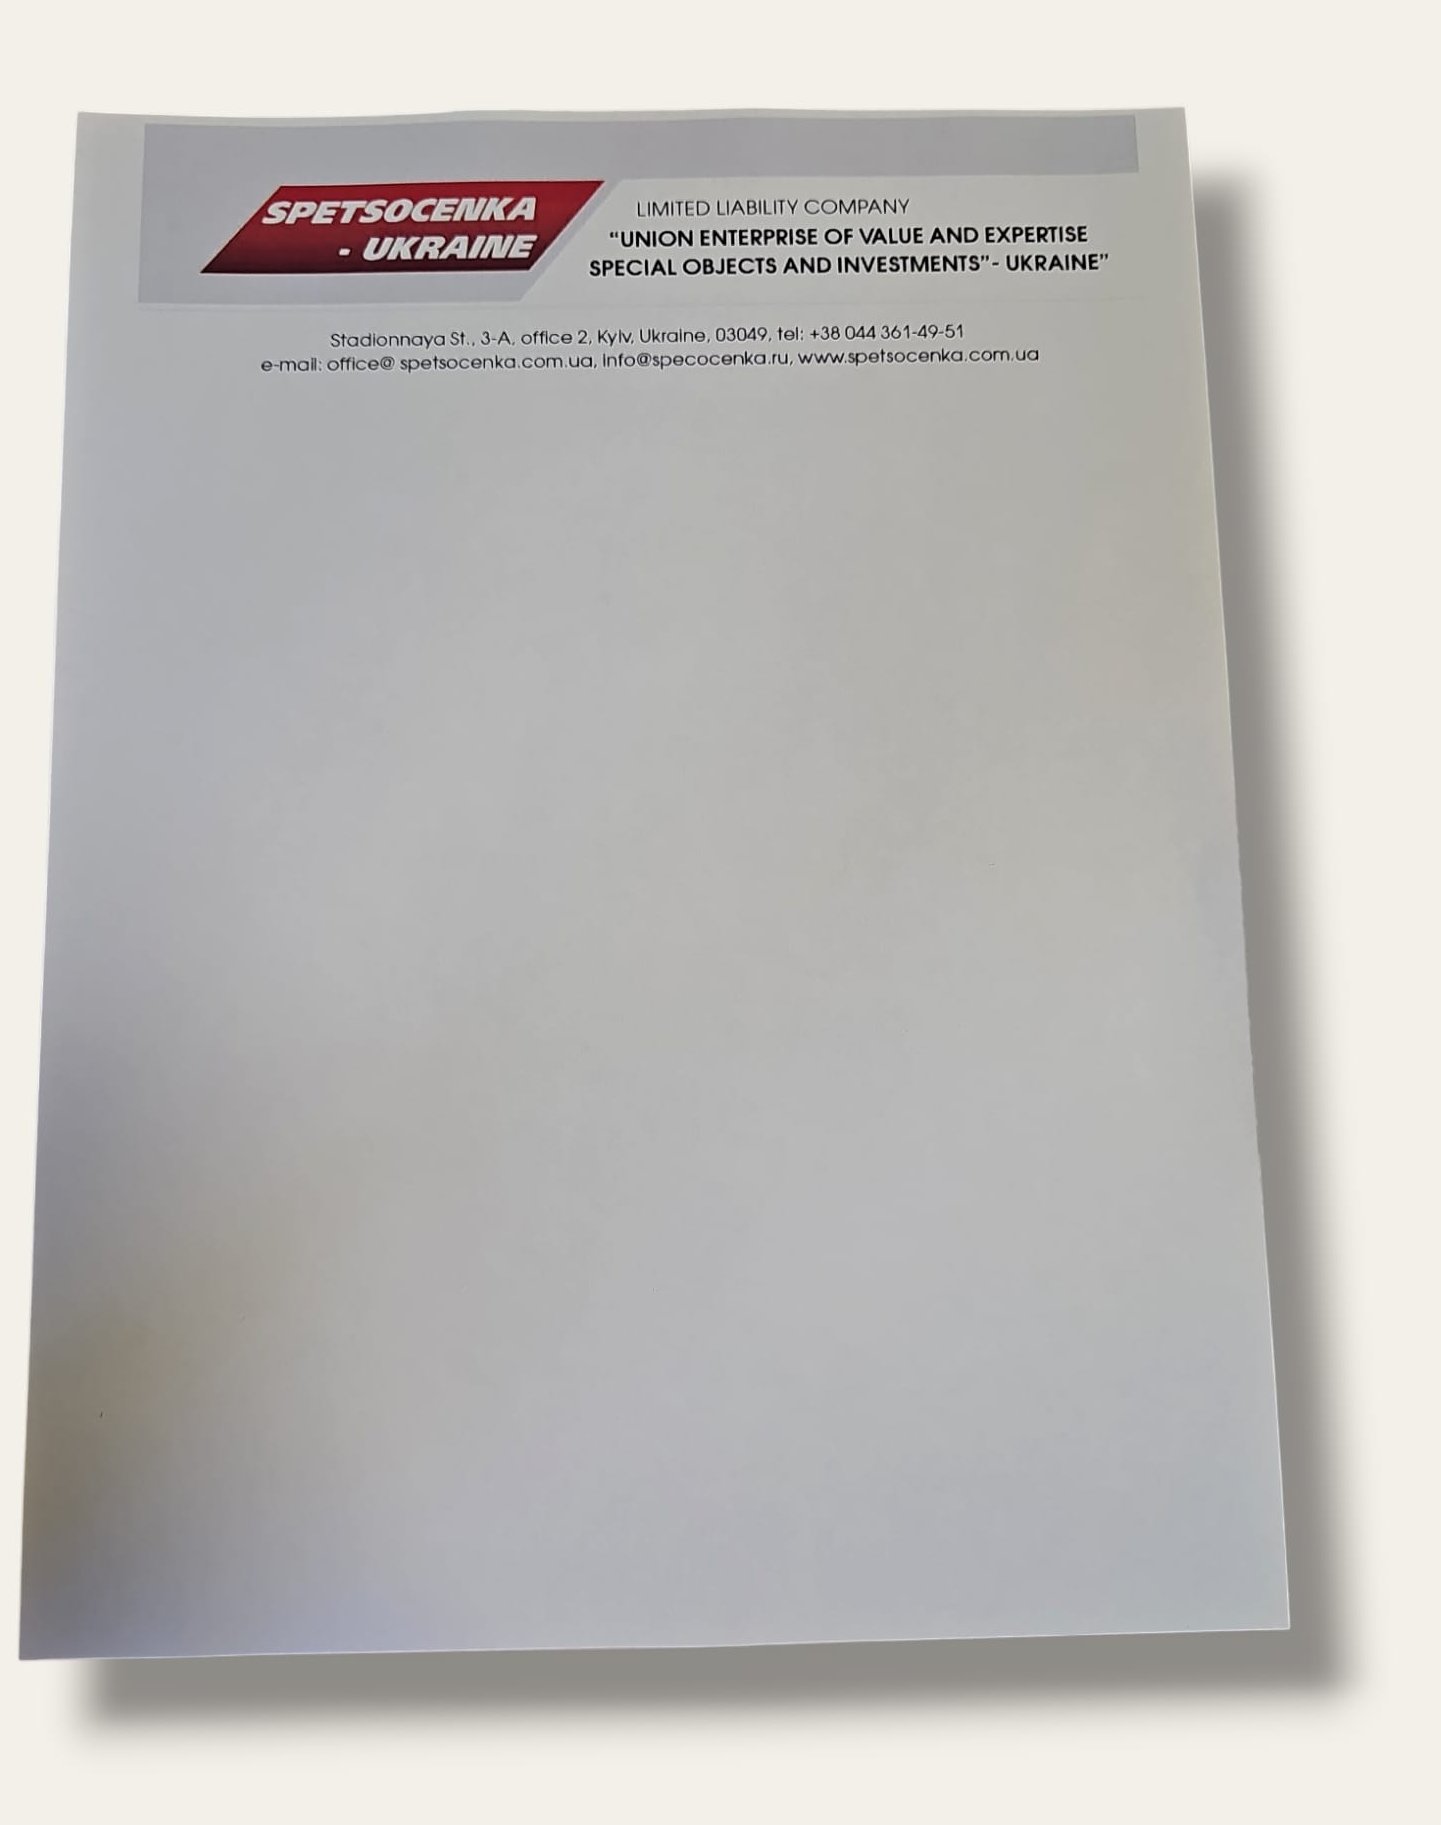 SPETSOCENKA
- UKRAINE
LIMITED LIABILITY COMPANY
“UNION ENTERPRISE OF VALUE AND EXPERTISE
SPECIAL OBJECTS AND INVESTMENTS”- UKRAINE”
Stadionnaya St., 3-A, office 2, Kyiv, Ukraine, 03049, tel: +38 044 361-49-51
e-mail: office@ spetsocenka.com.ua, info@specocenka.ru, www.spetsocenka.com.ua